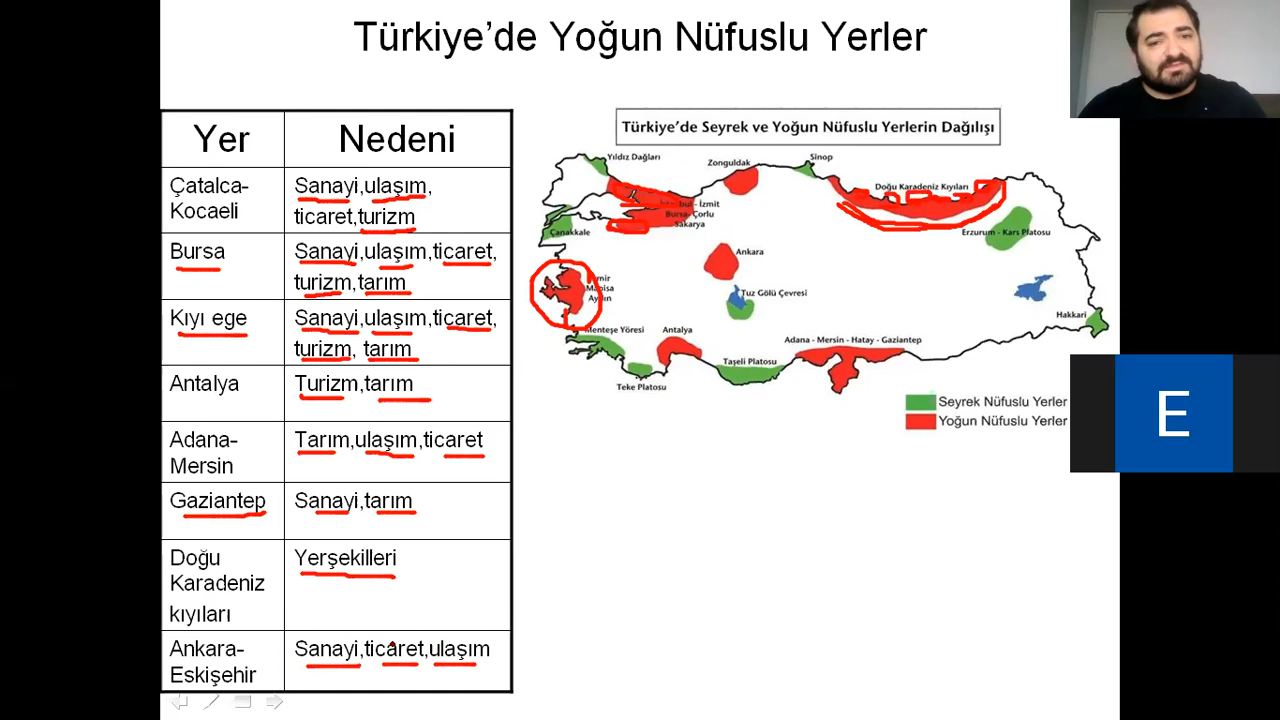 Türkiye’de Yoğun Nüfuslu Yerler
Yer
Nedeni
Çatalca-
Kocaeli
Sanayi,ulaşım,
ticaret,turizm
Bursa
Sanayi,ulaşım,ticaret,
turizm,tarım
Kıyı ege
Sanayi,ulaşım,ticaret,
turizm, tarım
Antalya
Turizm,tarım
Adana-
Mersin
Tarım,ulaşım,ticaret
Gaziantep
Sanayi,tarım
Doğu
Karadeniz
kıyıları
Yerşekilleri
Ankara-
Eskişehir
Sanayi,ticaret,ulaşım
Türkiye’de Seyrek ve Yoğun Nüfuslu Yerlerin Dağılışı
Yıldız Dağları
Zonguldak
Sinop
Doğu Karadeniz Kıyıları
İzmit
Bursa-Çorlu
Sakarya
Çanakkale
Erzurum - Kars Platosu
Ankara
Manisa
Aydın
Tuz Gölü Çevresi
Hakkari
Menteşe Yöresi
Antalya
Adana - Mersin - Hatay - Gaziantep
Taşeli Platosu
Teke Platosu
Seyrek Nüfuslu Yerler
Yoğun Nüfuslu Yerler
E